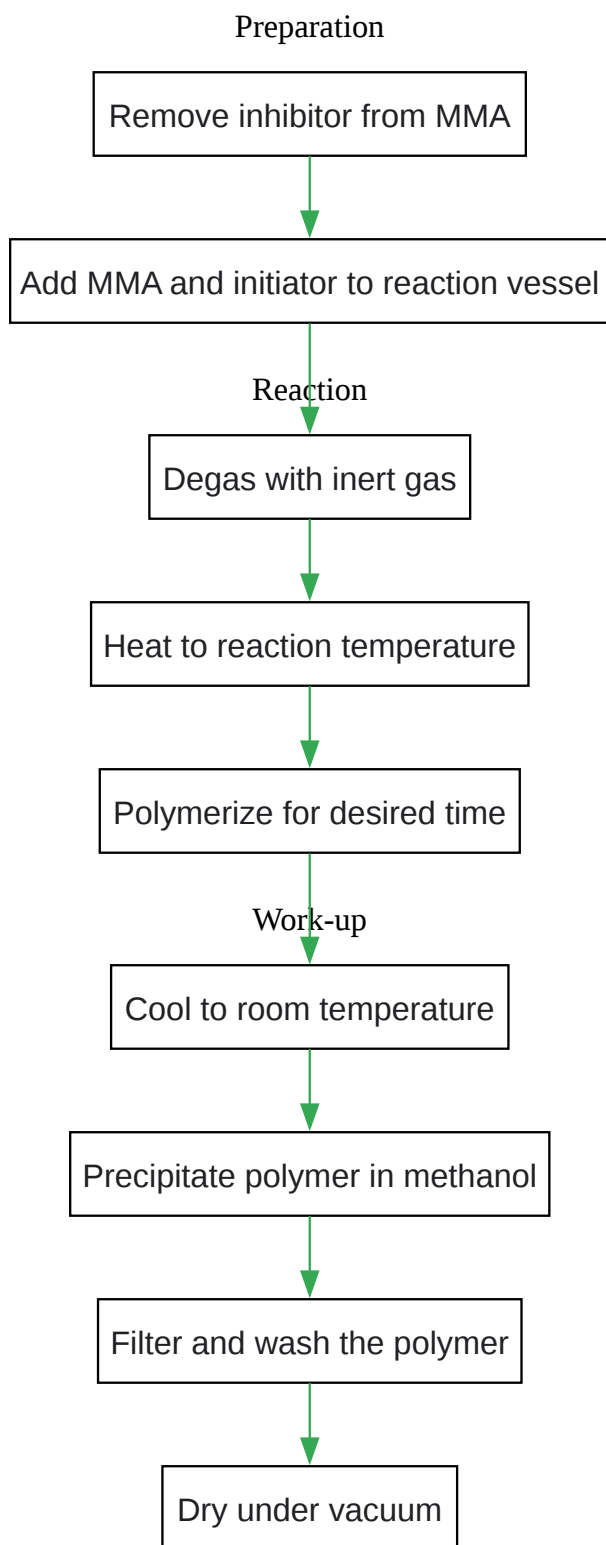 Preparation
Remove inhibitor from MMA
Add MMA and initiator to reaction vessel
Reaction
Degas with inert gas
Heat to reaction temperature
Polymerize for desired time
Work-up
Cool to room temperature
Precipitate polymer in methanol
Filter and wash the polymer
Dry under vacuum